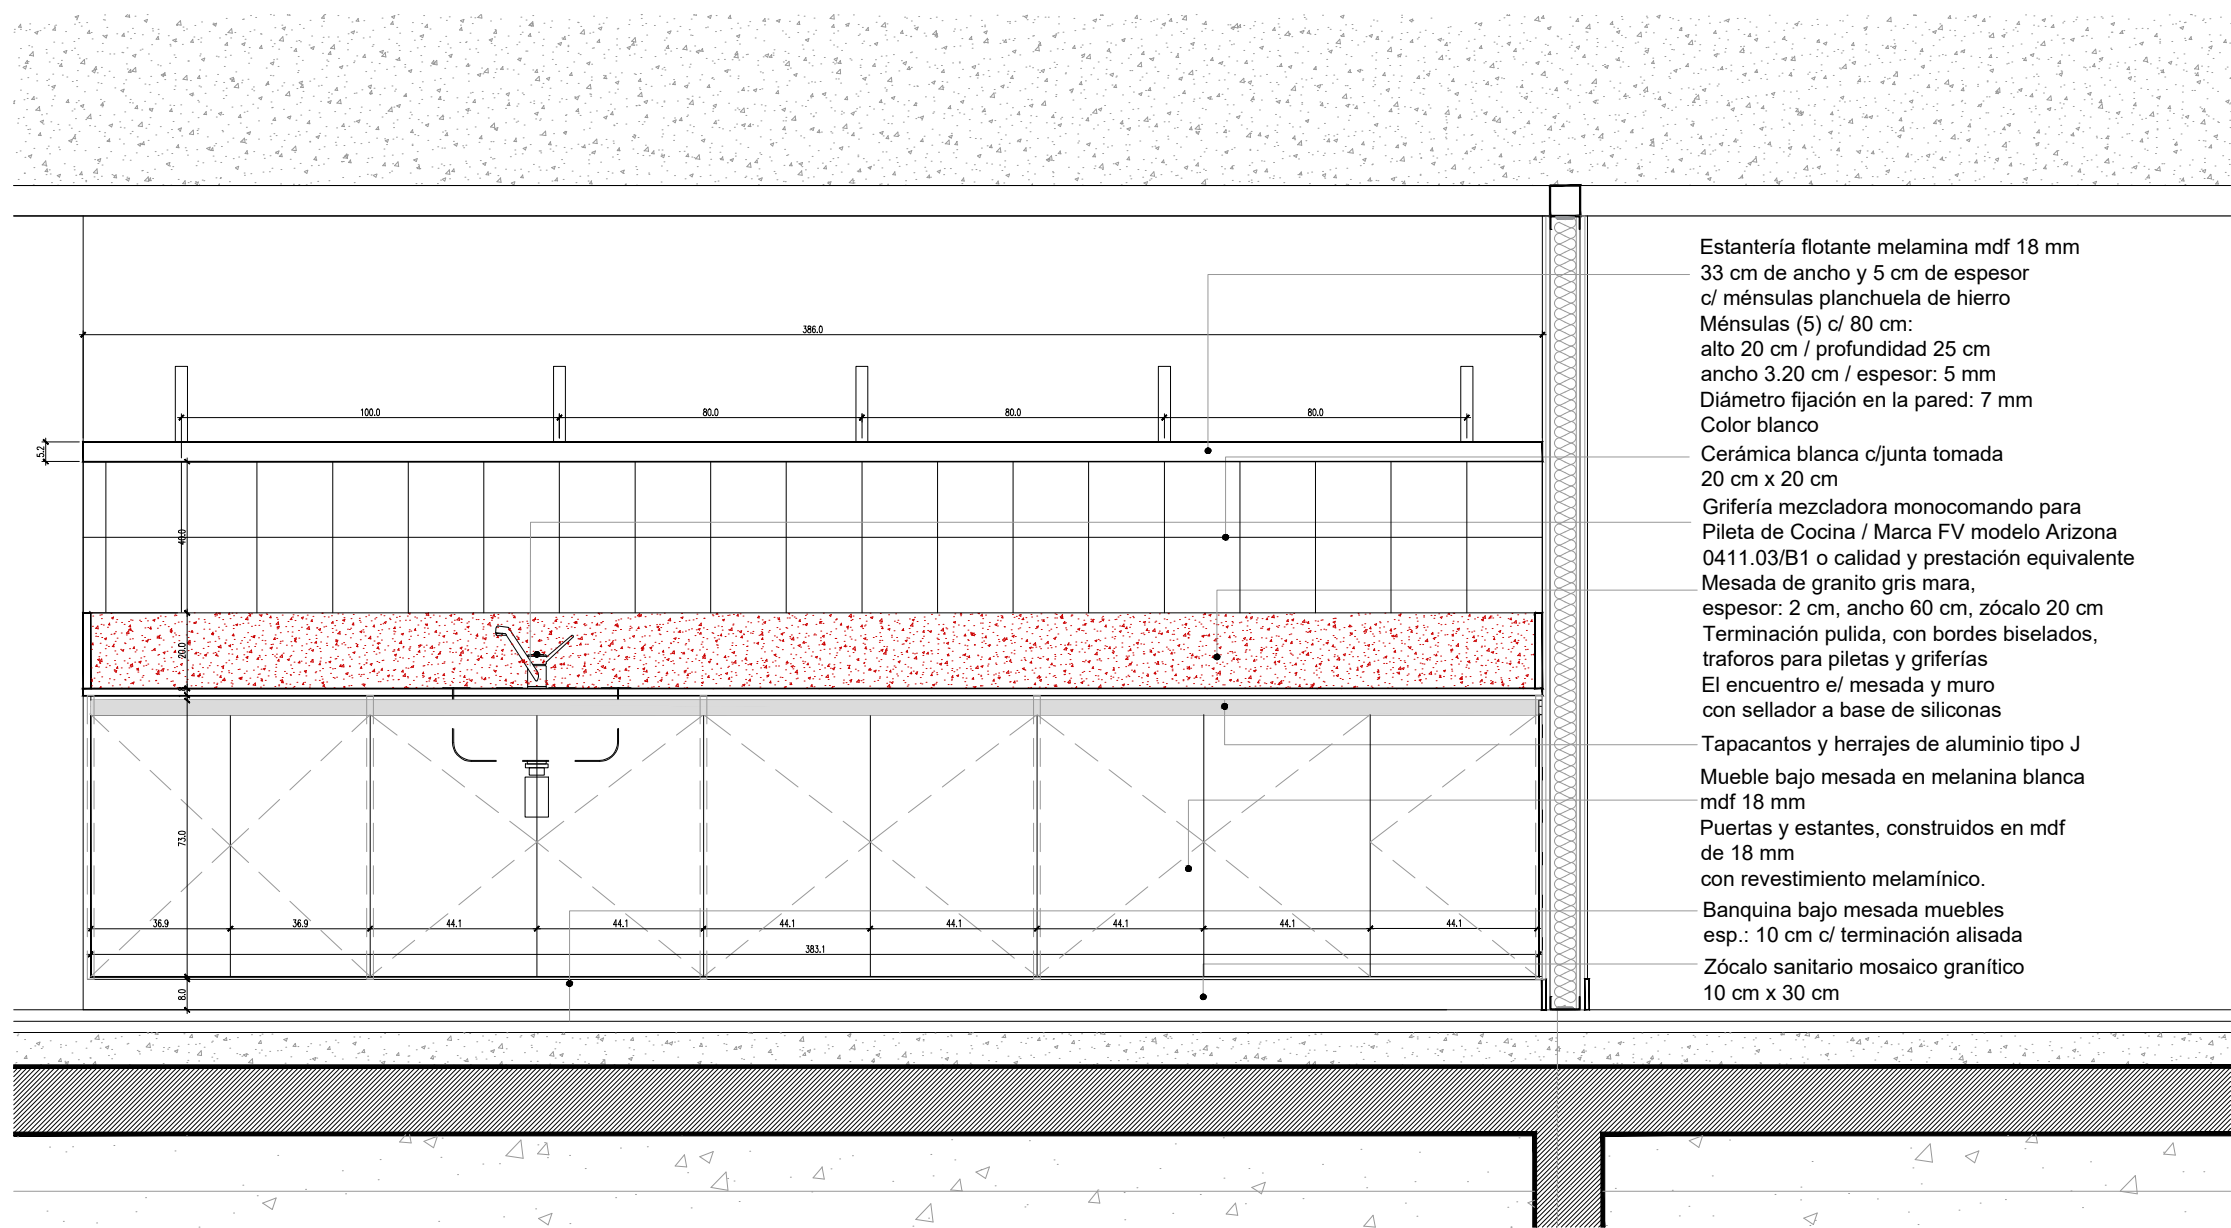 Estantería flotante melamina mdf 18 mm
33 cm de ancho y 5 cm de espesor
c/ ménsulas planchuela de hierro
Ménsulas (5) c/ 80 cm:
alto 20 cm / profundidad 25 cm
ancho 3.20 cm / espesor: 5 mm
Diámetro fijación en la pared: 7 mm
Color blanco
Cerámica blanca c/junta tomada
20 cm x 20 cm
Grifería mezcladora monocomando para
Pileta de Cocina / Marca FV modelo Arizona
0411.03/B1 o calidad y prestación equivalente
Mesada de granito gris mara,
espesor: 2 cm, ancho 60 cm, zócalo 20 cm
Terminación pulida, con bordes biselados,
traforos para piletas y griferías
El encuentro e/ mesada y muro
con sellador a base de siliconas
Tapacantos y herrajes de aluminio tipo J
Mueble bajo mesada en melanina blanca
mdf 18 mm
Puertas y estantes, construidos en mdf
de 18 mm
con revestimiento melamínico.
Banquina bajo mesada muebles
esp.: 10 cm c/ terminación alisada
Zócalo sanitario mosaico granítico
10 cm x 30 cm
386.0
100.0 80.0 80.0 80.0
5.2
40.0
20.0
73.0
36.9 36.9 44.1 44.1 44.1 44.1 44.1 44.1 44.1
383.1
8.0